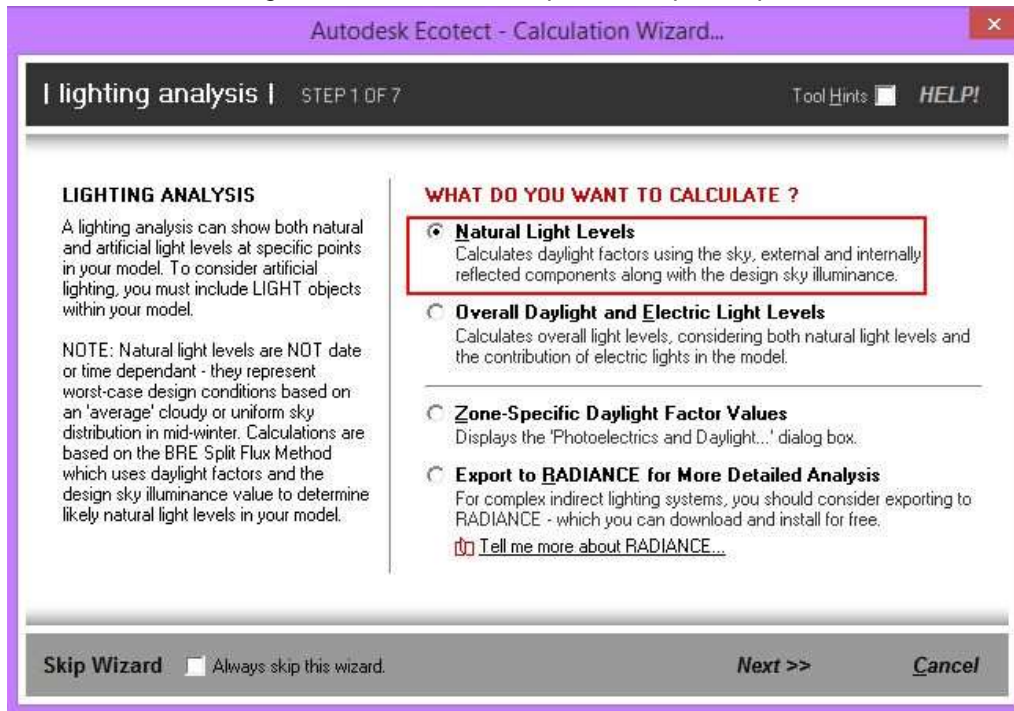 Autodesk Ecotect - Calculation Wizard...
x
| lighting analysis | STEP 1 OF 7
Tool Hints HELP!
LIGHTING ANALYSIS
A lighting analysis can show both natural
and artificial light levels at specific points
in your model. To consider artificial
lighting, you must include LIGHT objects
within your model.
NOTE: Natural light levels are NOT date
or time dependant - they represent
worst-case design conditions based on
an 'average' cloudy or uniform sky
distribution in mid-winter. Calculations are
based on the BRE Split Flux Method
which uses daylight factors and the
design sky illuminance value to determine
likely natural light levels in your model.
WHAT DO YOU WANT TO CALCULATE ?
Natural Light Levels
Calculates daylight factors using the sky, external and internally
reflected components along with the design sky illuminance.
Overall Daylight and Electric Light Levels
Calculates overall light levels, considering both natural light levels and
the contribution of electric lights in the model.
Zone-Specific Daylight Factor Values
Displays the 'Photoelectrics and Daylight...' dialog box.
Export to RADIANCE for More Detailed Analysis
For complex indirect lighting systems, you should consider exporting to
RADIANCE - which you can download and install for free.
Tell me more about RADIANCE...
Skip Wizard Always skip this wizard.
Next >> Cancel